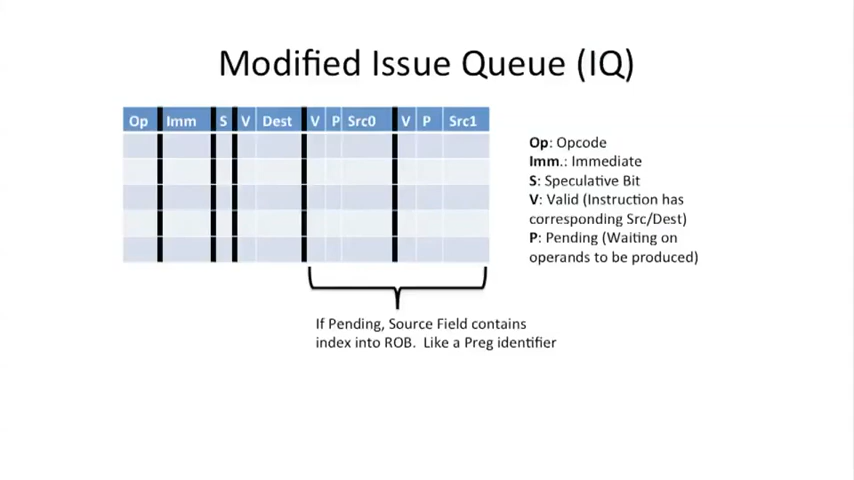 Modified Issue Queue (IQ)
Op Imm S V Dest V P Src0 V P Src1
Op: Opcode
Imm.: Immediate
S: Speculative Bit
V: Valid (Instruction has
corresponding Src/Dest)
P: Pending (Waiting on
operands to be produced)
If Pending, Source Field contains
index into ROB. Like a Preg identifier